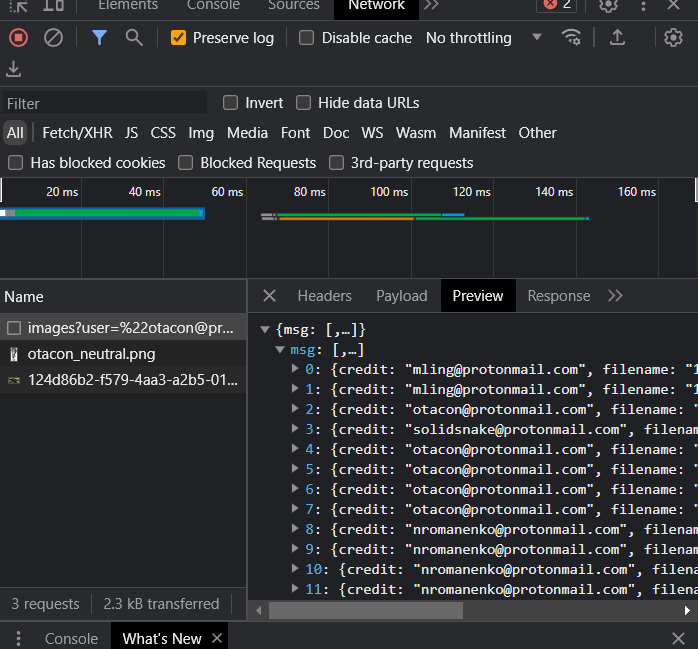 Elements Console Sources Network 2
Preserve log Disable cache No throttling
Filter Invert Hide data URLs
All Fetch/XHR JS CSS Img Media Font Doc WS Wasm Manifest Other
Has blocked cookies Blocked Requests 3rd-party requests
20 ms 40 ms 60 ms 80 ms 100 ms 120 ms 140 ms 160 ms
Name
images?user=%22otacon@pr...
otacon_neutral.png
124d86b2-f579-4aa3-a2b5-01...
3 requests 2.3 kB transferred
Headers Payload Preview Response
{msg: [,…]}
msg: [,…]
0: {credit: "mling@protonmail.com", filename: "1
1: {credit: "mling@protonmail.com", filename: "1
2: {credit: "otacon@protonmail.com", filename: "
3: {credit: "solidsnake@protonmail.com", filenam
4: {credit: "otacon@protonmail.com", filename: "
5: {credit: "otacon@protonmail.com", filename: "
6: {credit: "otacon@protonmail.com", filename: "
7: {credit: "otacon@protonmail.com", filename: "
8: {credit: "nromanenko@protonmail.com", filenam
9: {credit: "nromanenko@protonmail.com", filenam
10: {credit: "nromanenko@protonmail.com", filena
11: {credit: "nromanenko@protonmail.com", filena
Console What's New